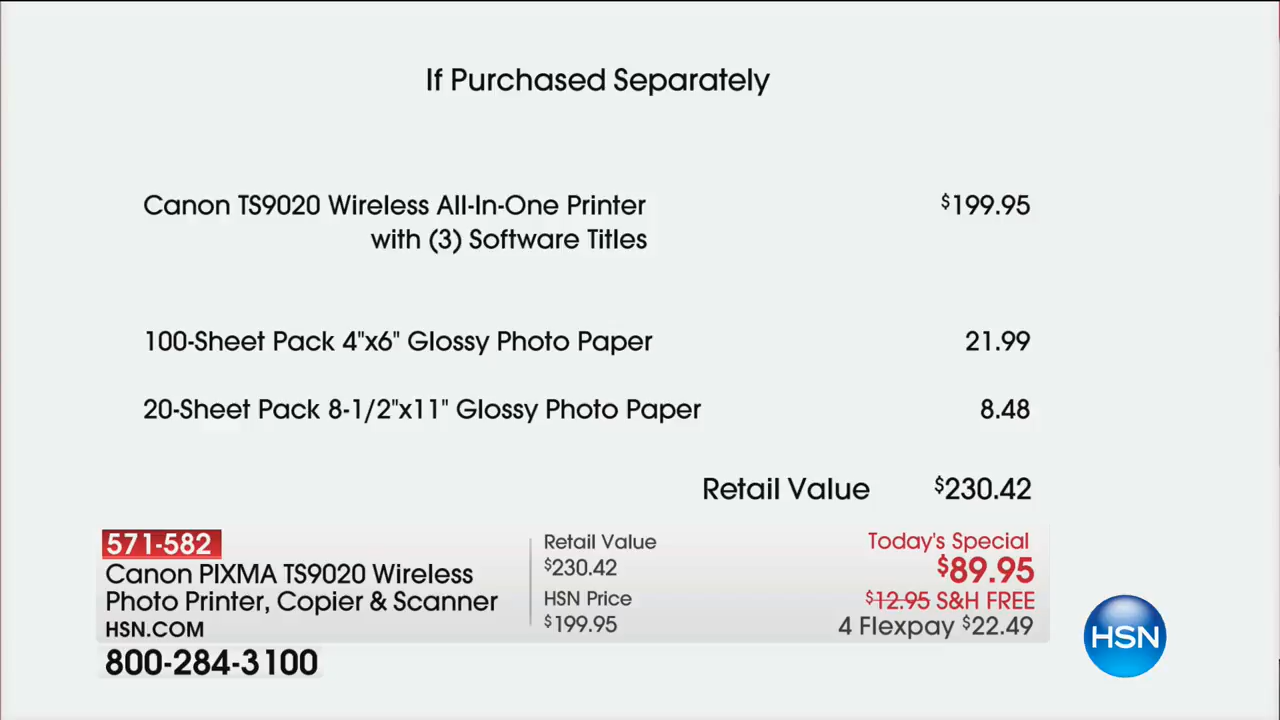 If Purchased Separately
Canon TS9020 Wireless All-In-One Printer $199.95
with (3) Software Titles
100-Sheet Pack 4"x6" Glossy Photo Paper 21.99
20-Sheet Pack 8-1/2"x11" Glossy Photo Paper 8.48
Retail Value $230.42
571-582
Canon PIXMA TS9020 Wireless
Photo Printer, Copier & Scanner
HSN.COM
800-284-3100
Retail Value
$230.42
HSN Price
$199.95
Today's Special
$89.95
$12.95 S&H FREE
4 Flexpay $22.49
HSN